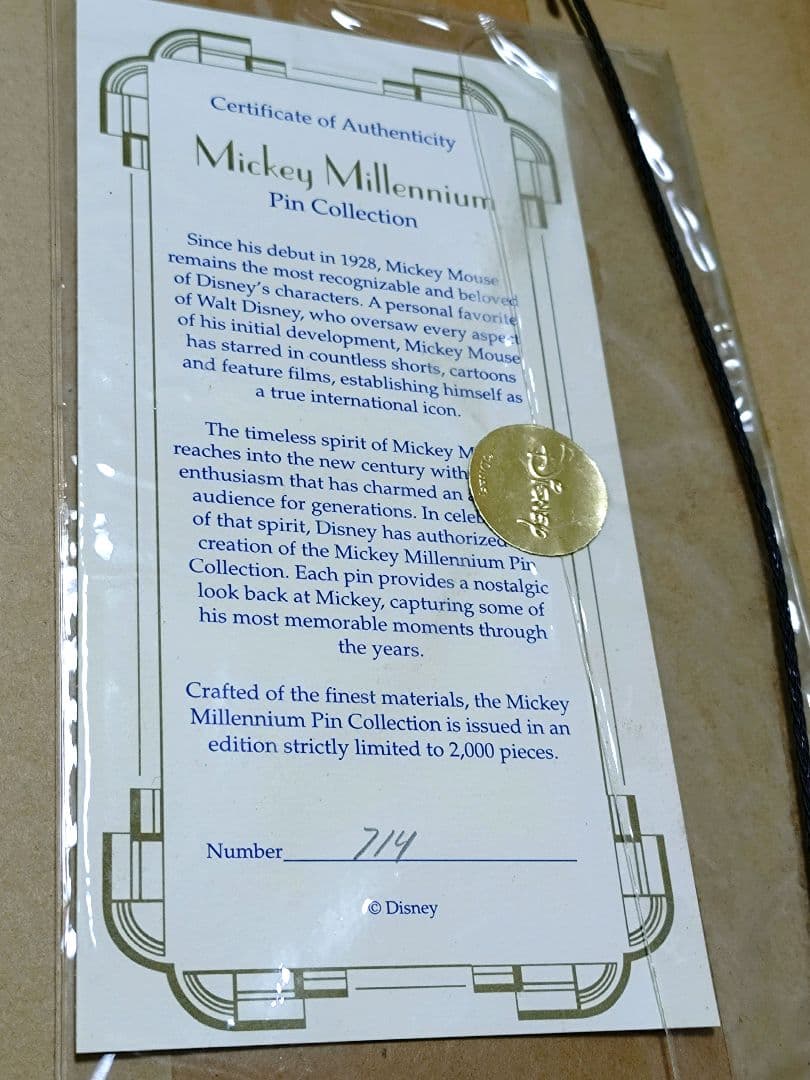 Certificate of Authenticity
Mickey Millennium
Pin Collection
Since his debut in 1928, Mickey Mouse
remains the most recognizable and beloved
of Disney's characters. A personal favorite
of Walt Disney, who oversaw every aspect
of his initial development, Mickey Mouse
has starred in countless shorts, cartoons
and feature films, establishing himself as
a true international icon.
The timeless spirit of Mickey M
reaches into the new century with
enthusiasm that has charmed an
audience for generations. In celeb
of that spirit, Disney has authorized
creation of the Mickey Millennium Pin
Collection. Each pin provides a nostalgic
look back at Mickey, capturing some of
his most memorable moments through
the years.
Disney
Crafted of the finest materials, the Mickey
Millennium Pin Collection is issued in an
edition strictly limited to 2,000 pieces.
Number 714
© Disney